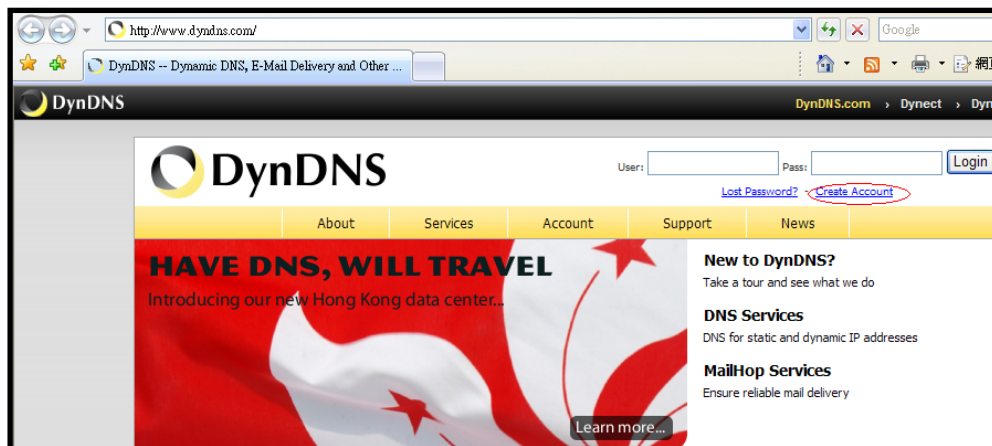 http://www.dyndns.com/
Google
DynDNS -- Dynamic DNS, E-Mail Delivery and Other ...
DynDNS
DynDNS.com › Dynect › Dyn
DynDNS
User: Pass: Login
Lost Password? - Create Account
About Services Account Support News
HAVE DNS, WILL TRAVEL
Introducing our new Hong Kong data center...
Learn more...
New to DynDNS?
Take a tour and see what we do
DNS Services
DNS for static and dynamic IP addresses
MailHop Services
Ensure reliable mail delivery